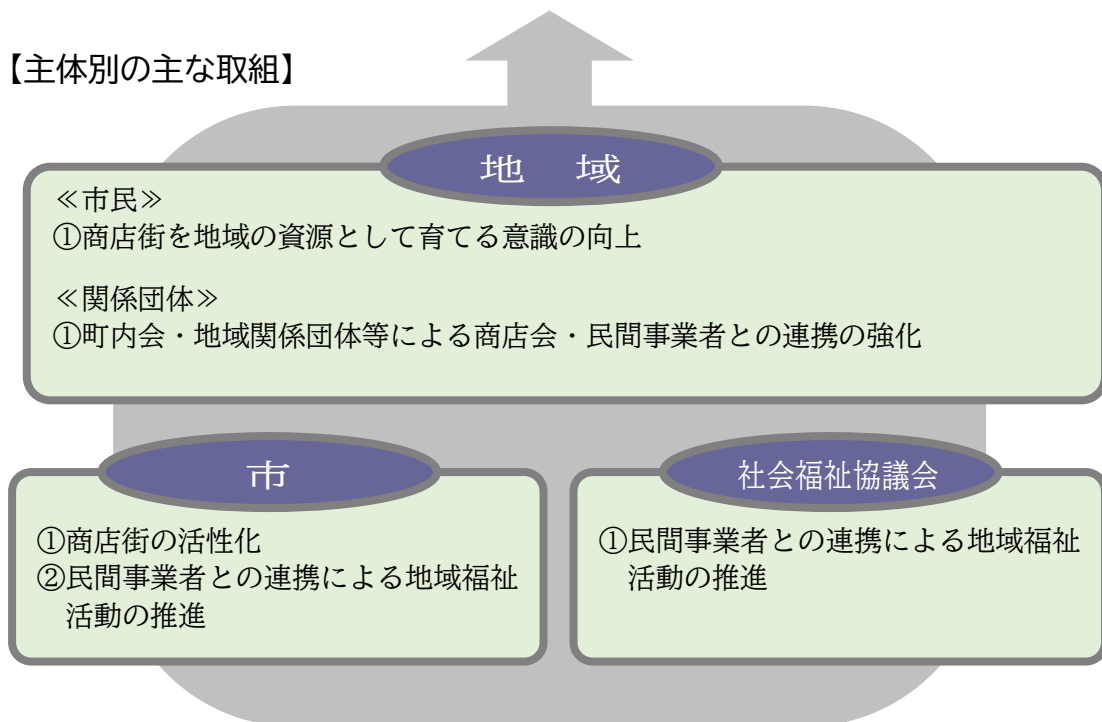 【主体別の主な取組】
地 域
≪市民≫
①商店街を地域の資源として育てる意識の向上
≪関係団体≫
①町内会・地域関係団体等による商店会・民間事業者との連携の強化
市
①商店街の活性化
②民間事業者との連携による地域福祉
活動の推進
社会福祉協議会
①民間事業者との連携による地域福祉
活動の推進